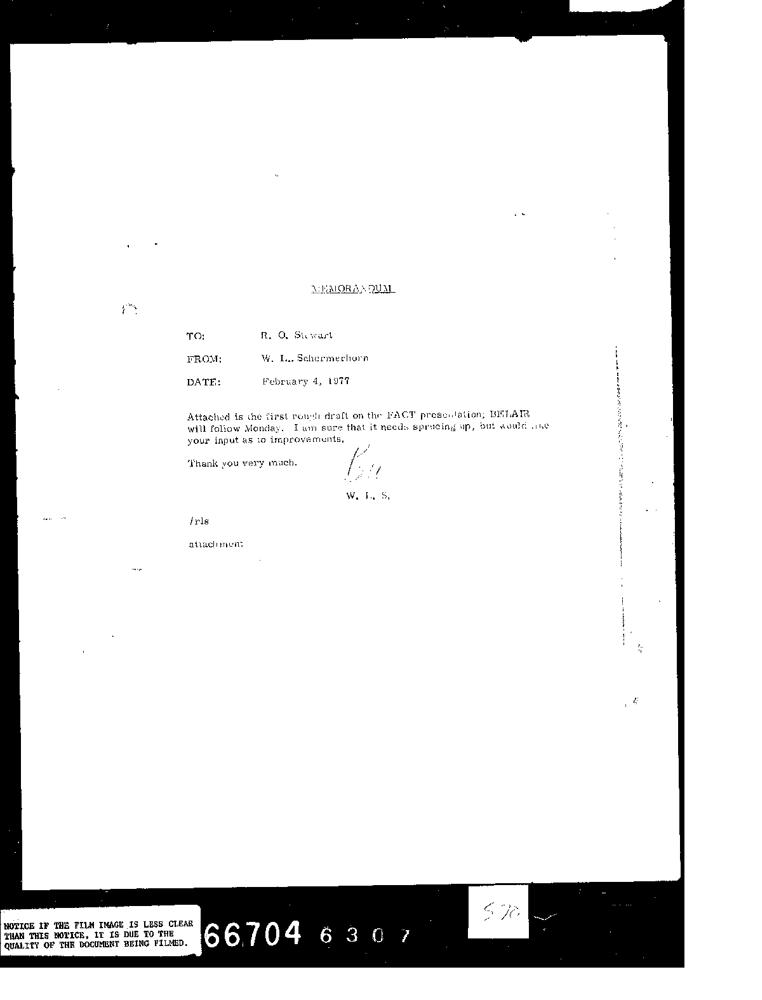 MEMORANDUM
TO: R. O. Stewart
FROM: W. L. Schermerhorn
DATE: February 4, 1977
Attached is the first rough draft on the FACT presentation; BELAIR
will follow Monday. I am sure that it needs sprucing up, but would like
your input as to improvements.
Thank you very much.
Bill
W. L. S.
/rls
attachment
570
NOTICE IF THE FILM IMAGE IS LESS CLEAR
THAN THIS NOTICE, IT IS DUE TO THE
QUALITY OF THE DOCUMENT BEING FILMED.
66704 6307